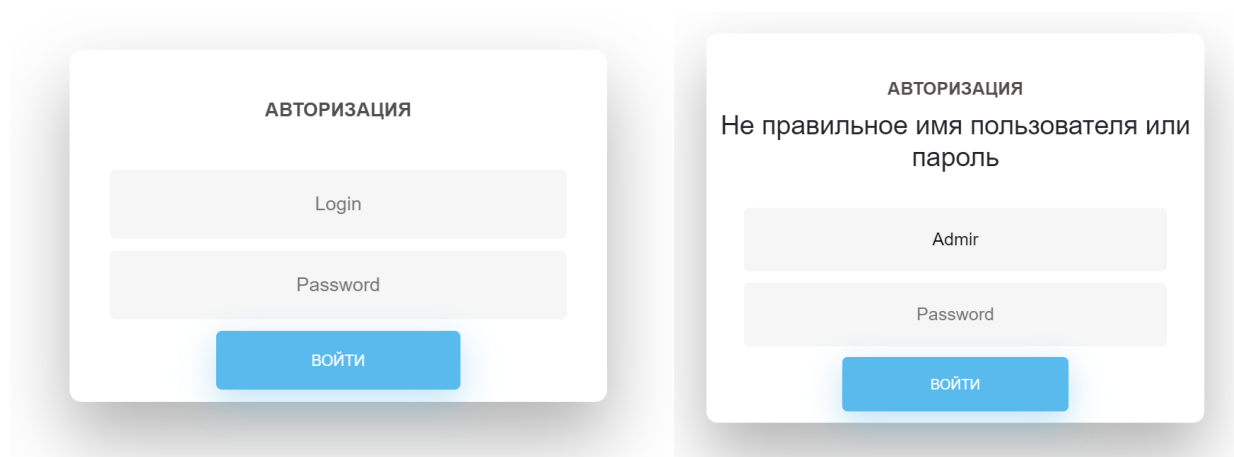 АВТОРИЗАЦИЯ
Login
Password
ВОЙТИ
АВТОРИЗАЦИЯ
Не правильное имя пользователя или
пароль
Admir
Password
ВОЙТИ